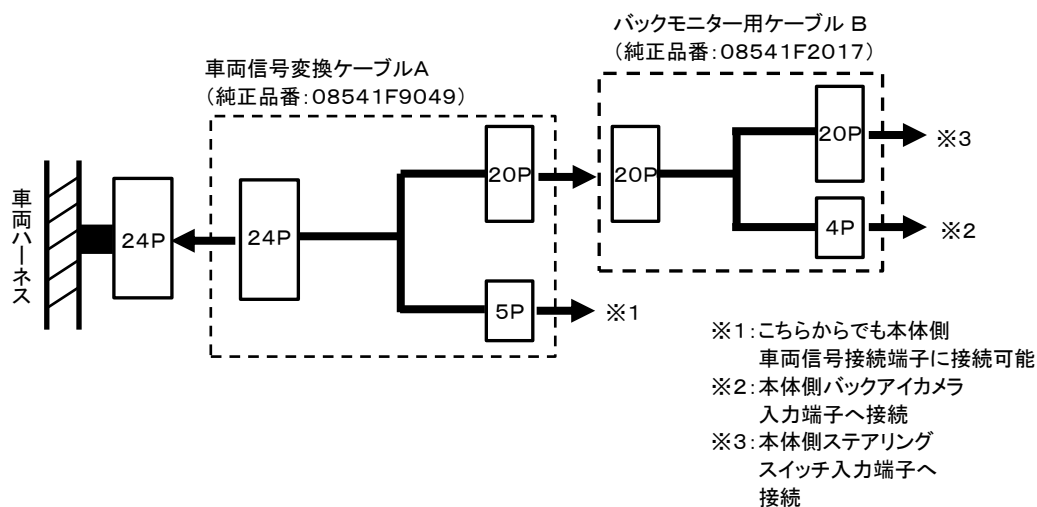 バックモニター用ケーブル B
(純正品番:08541F2017)
車両信号変換ケーブルA
(純正品番:08541F9049)
車両ハーネス
24P
24P
20P
5P
※1
20P
20P
※3
4P
※2
※1:こちらからでも本体側
車両信号接続端子に接続可能
※2:本体側バックアイカメラ
入力端子へ接続
※3:本体側ステアリング
スイッチ入力端子へ
接続